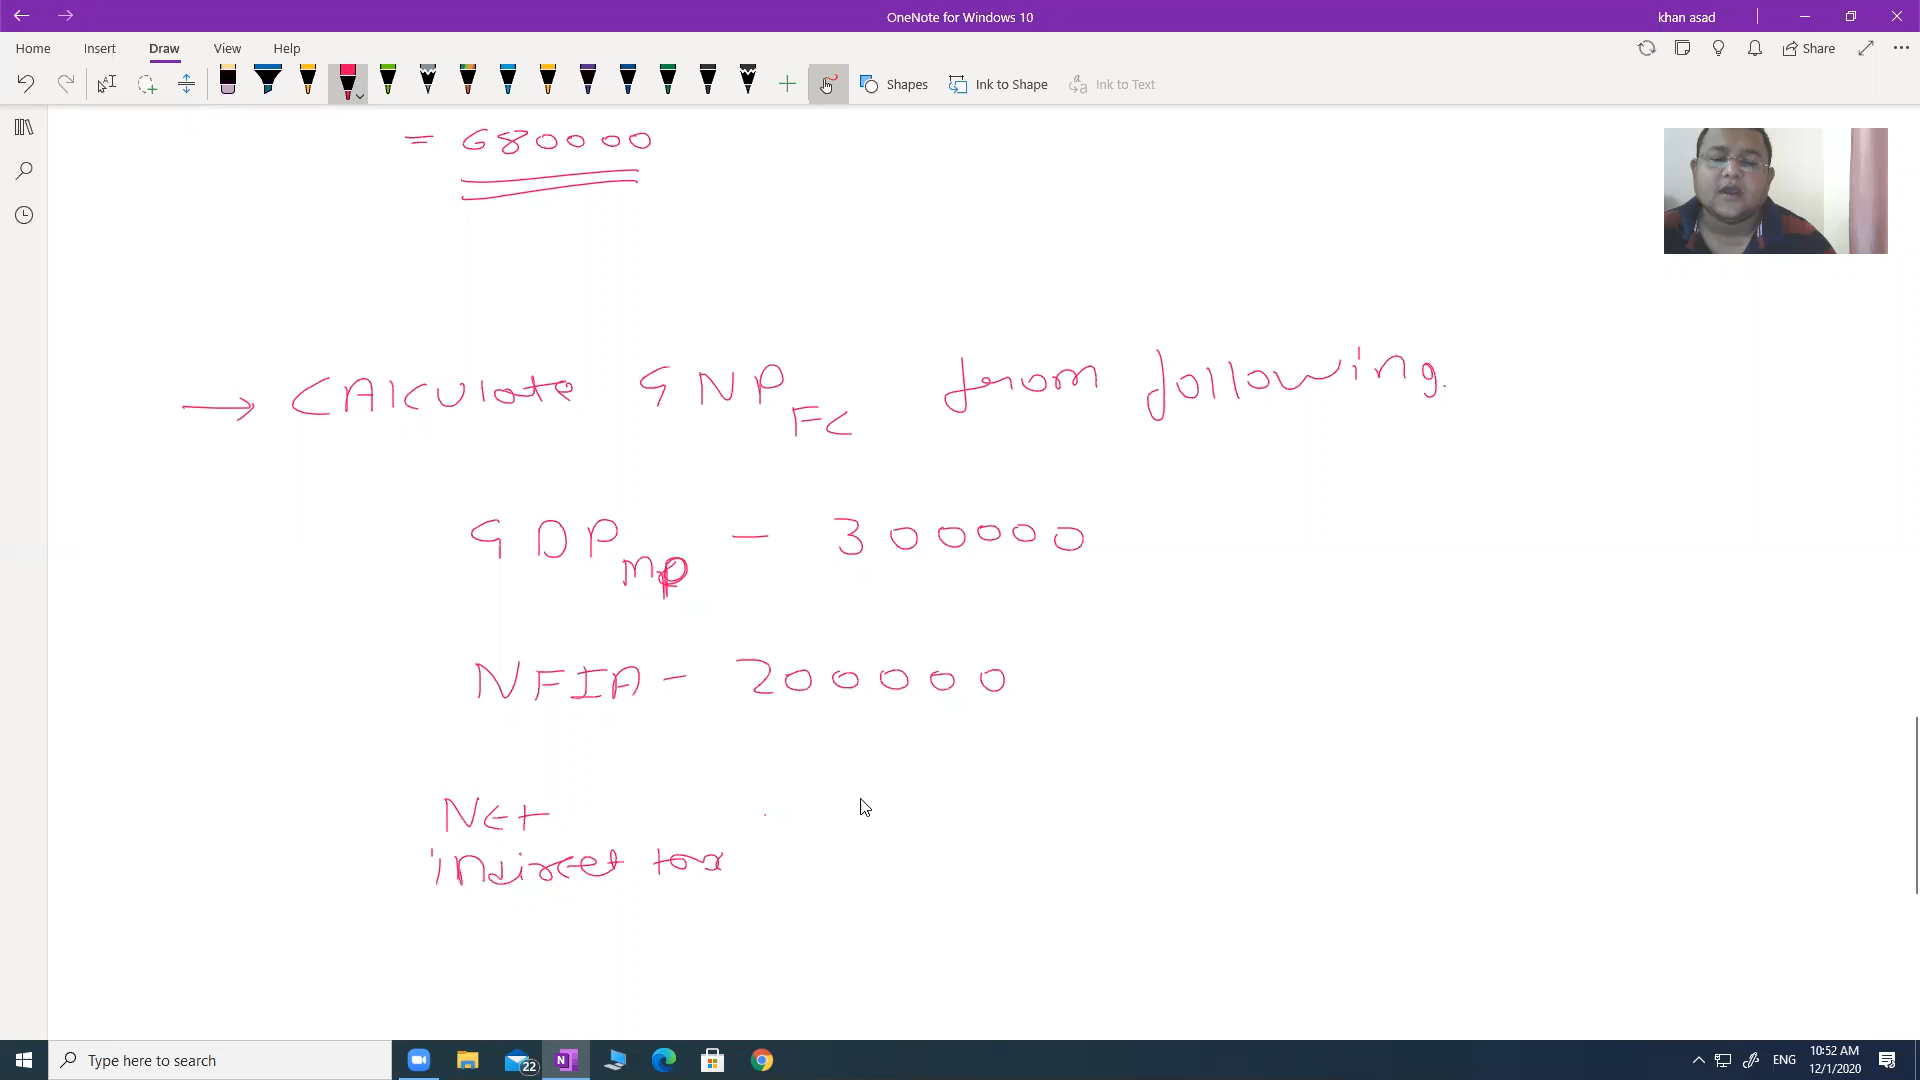 OneNote for Windows 10
khan asad
Home Insert Draw View Help
Share
Shapes Ink to Shape Ink to Text
= 680000
→ CAlCUlate GNP FC from following.
GDP MP - 300000
NFIA - 200000
Net
indirect tax
Type here to search
22
N
ENG
10:52 AM
12/1/2020